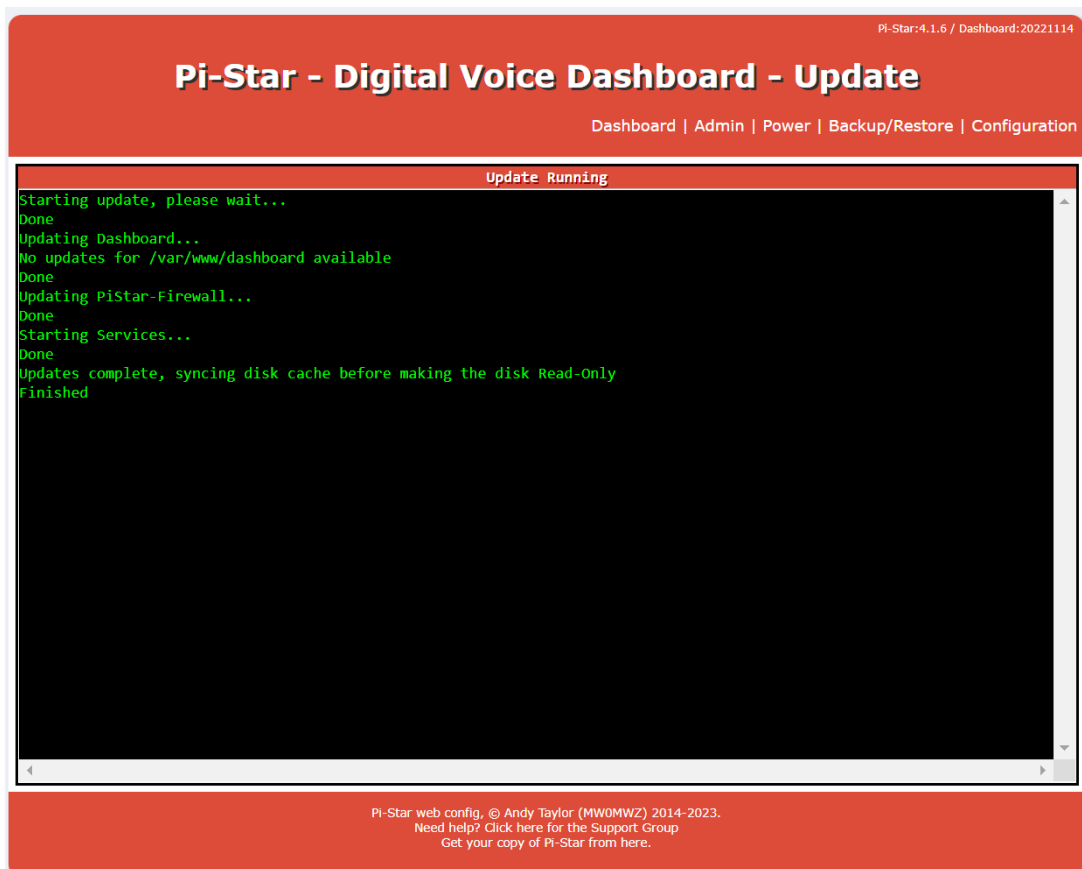 Pi-Star:4.1.6 / Dashboard:20221114
Pi-Star - Digital Voice Dashboard - Update
Dashboard | Admin | Power | Backup/Restore | Configuration
Update Running
Starting update, please wait...
Done
Updating Dashboard...
No updates for /var/www/dashboard available
Done
Updating PiStar-Firewall...
Done
Starting Services...
Done
Updates complete, syncing disk cache before making the disk Read-Only
Finished
Pi-Star web config, © Andy Taylor (MW0MWZ) 2014-2023.
Need help? Click here for the Support Group
Get your copy of Pi-Star from here.